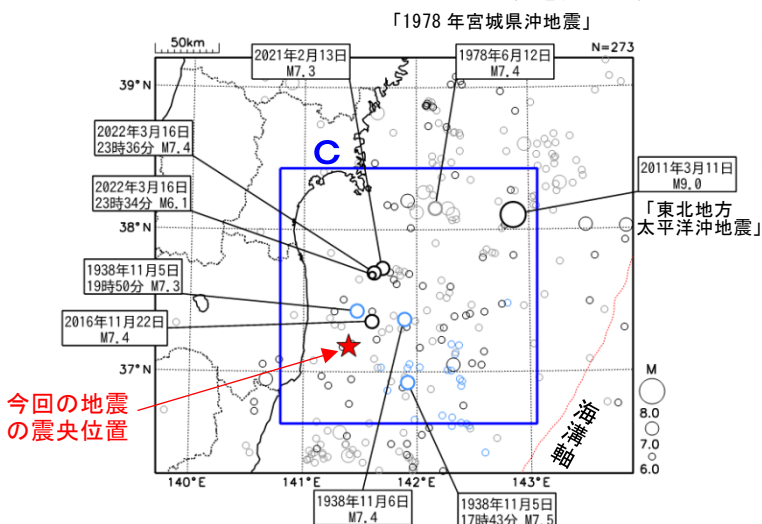 「1978 年宮城県沖地震」
50km
N=273
2021年2月13日
M7.3
1978年6月12日
M7.4
39°N
2022年3月16日
23時36分 M7.4
C
2011年3月11日
M9.0
2022年3月16日
23時34分 M6.1
「東北地方
太平洋沖地震」
38°N
1938年11月5日
19時50分 M7.3
2016年11月22日
M7.4
37°N
M
今回の地震
の震央位置
海溝軸
8.0
7.0
6.0
140°E
141°E
142°E
143°E
1938年11月6日
M7.4
1938年11月5日
17時43分 M7.5